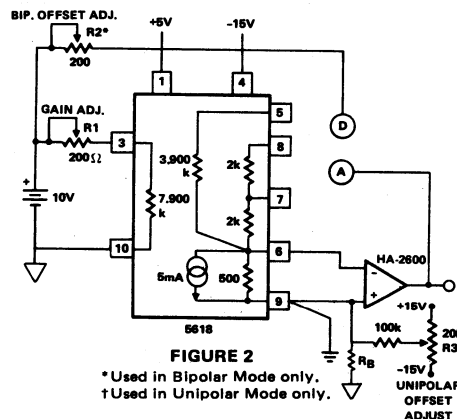 BIP. OFFSET ADJ.
R2*
200
+5V
-15V
1
4
D
GAIN ADJ.
R1
200Ω
3
5
8
3,900
k
2k
7
A
10V
7.900
k
2k
10
6
HA-2600
5mA
500
9
+15V
100k
R3
5618
RB
-15V
FIGURE 2
UNIPOLAR
*Used in Bipolar Mode only.
OFFSET
†Used in Unipolar Mode only.
ADJUST